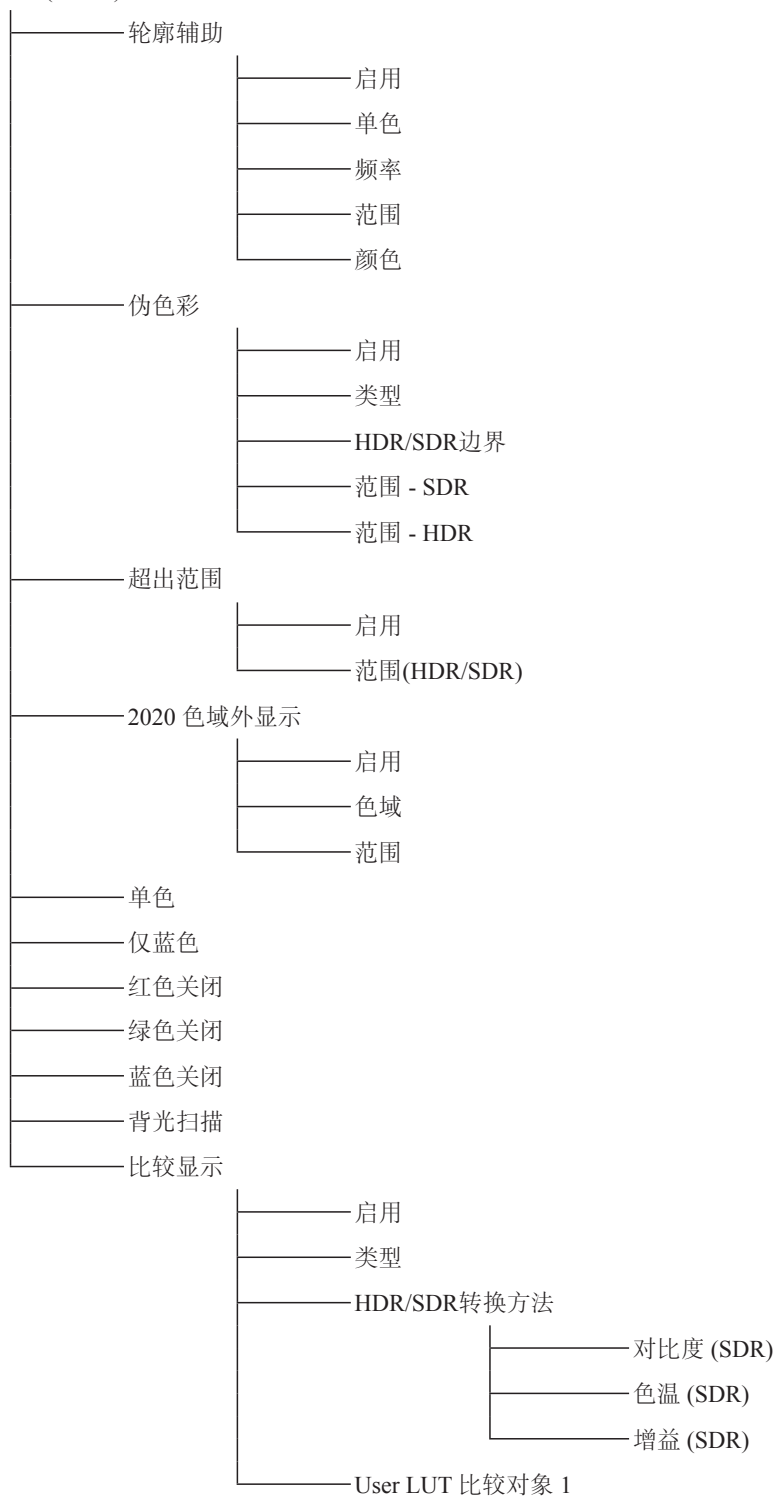 轮廓辅助
启用
单色
频率
范围
颜色
伪色彩
启用
类型
HDR/SDR边界
范围 - SDR
范围 - HDR
超出范围
启用
范围(HDR/SDR)
2020 色域外显示
启用
色域
范围
单色
仅蓝色
红色关闭
绿色关闭
蓝色关闭
背光扫描
比较显示
启用
类型
HDR/SDR转换方法
对比度 (SDR)
色温 (SDR)
增益 (SDR)
User LUT 比较对象 1